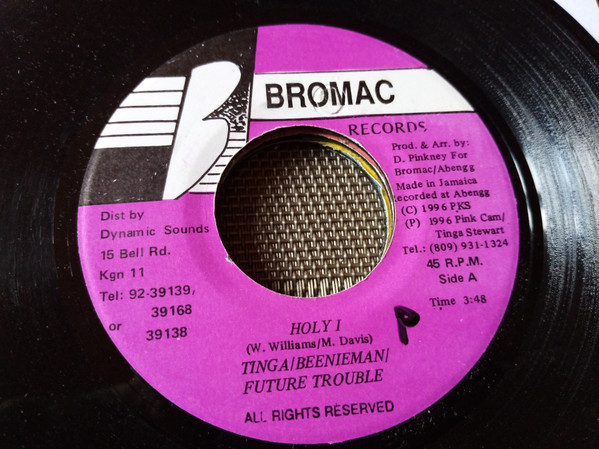 BROMAC
RECORDS
Prod. & Arr. by:
D. Pinkney For
Bromac/Abengg
Made in Jamaica
Recorded at Abengg
(C) 1996 PKS
(P) 1996 Pink Cam/
Tinga Stewart
Tel.: (809) 931-1324
45 R.P.M.
Side A
Time 3:48
Dist by
Dynamic Sounds
15 Bell Rd.
Kgn 11
Tel: 92-39139,
39168
or
39138
HOLY I
(W. Williams/M. Davis)
TINGA/BEENIEMAN/
FUTURE TROUBLE
ALL RIGHTS RESERVED
P